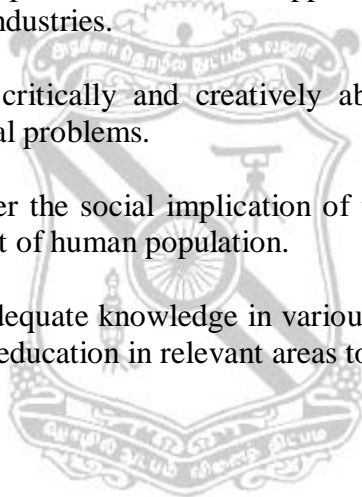 ndustries.
critically and creatively ab
al problems.
er the social implication of
t of human population.
dequate knowledge in variou
education in relevant areas to